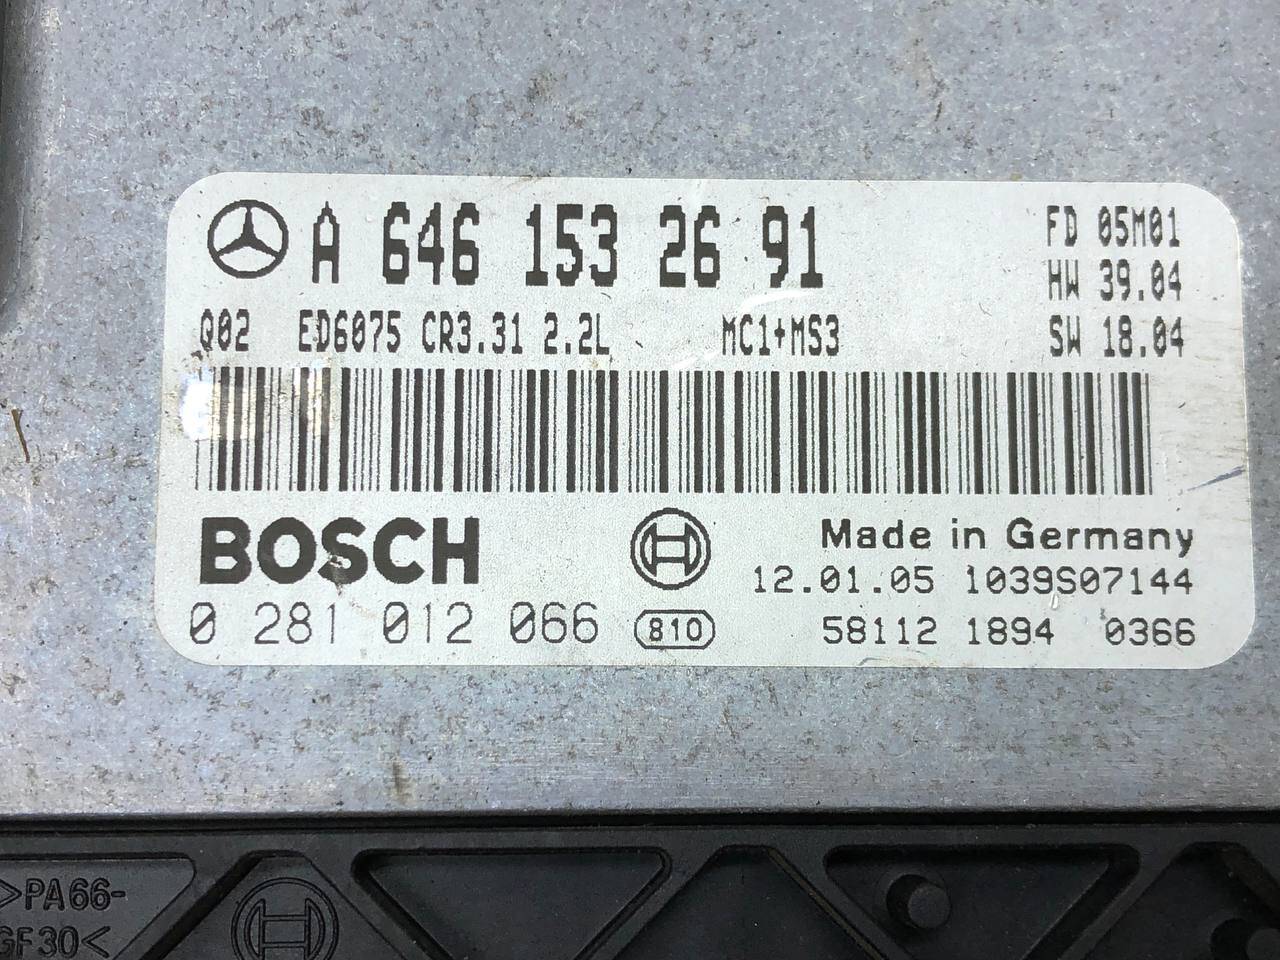 A 646 153 26 91
FD 05M01
HW 39.04
Q02 ED6075 CR3.31 2.2L MC1+MS3
SW 18.04
BOSCH
Made in Germany
12.01.05 1039S07144
0 281 012 066 810
58112 1894 0366
>PA66-
GF30<